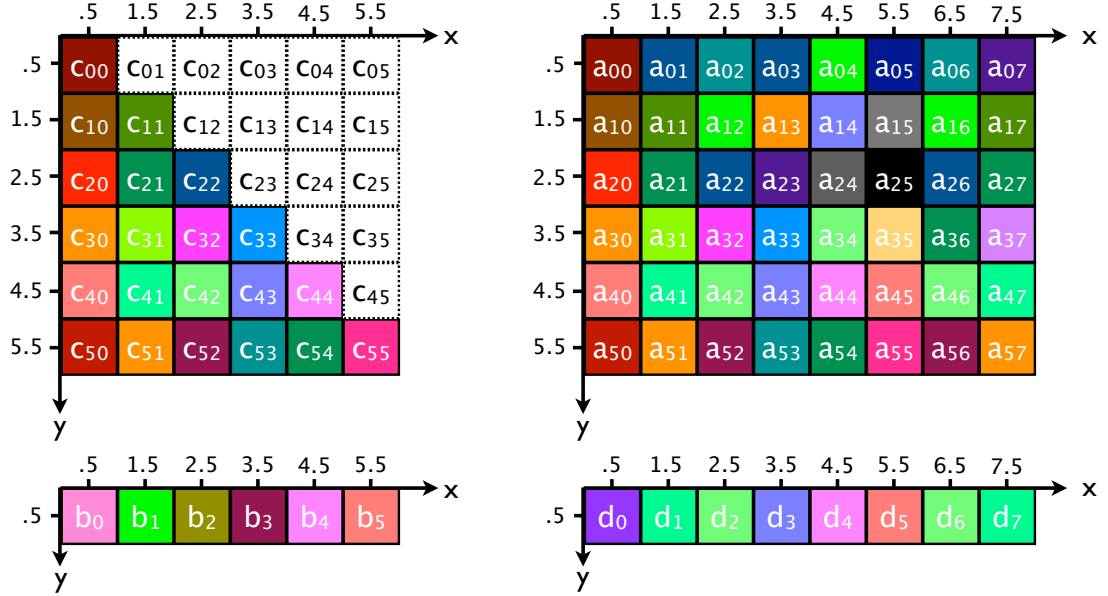 .5 1.5 2.5 3.5 4.5 5.5 x
.5 c00 c01 c02 c03 c04 c05
1.5 c10 c11 c12 c13 c14 c15
2.5 c20 c21 c22 c23 c24 c25
3.5 c30 c31 c32 c33 c34 c35
4.5 c40 c41 c42 c43 c44 c45
5.5 c50 c51 c52 c53 c54 c55
y
.5 1.5 2.5 3.5 4.5 5.5 6.5 7.5 x
.5 a00 a01 a02 a03 a04 a05 a06 a07
1.5 a10 a11 a12 a13 a14 a15 a16 a17
2.5 a20 a21 a22 a23 a24 a25 a26 a27
3.5 a30 a31 a32 a33 a34 a35 a36 a37
4.5 a40 a41 a42 a43 a44 a45 a46 a47
5.5 a50 a51 a52 a53 a54 a55 a56 a57
y
.5 1.5 2.5 3.5 4.5 5.5 x
.5 b0 b1 b2 b3 b4 b5
y
.5 1.5 2.5 3.5 4.5 5.5 6.5 7.5 x
.5 d0 d1 d2 d3 d4 d5 d6 d7
y